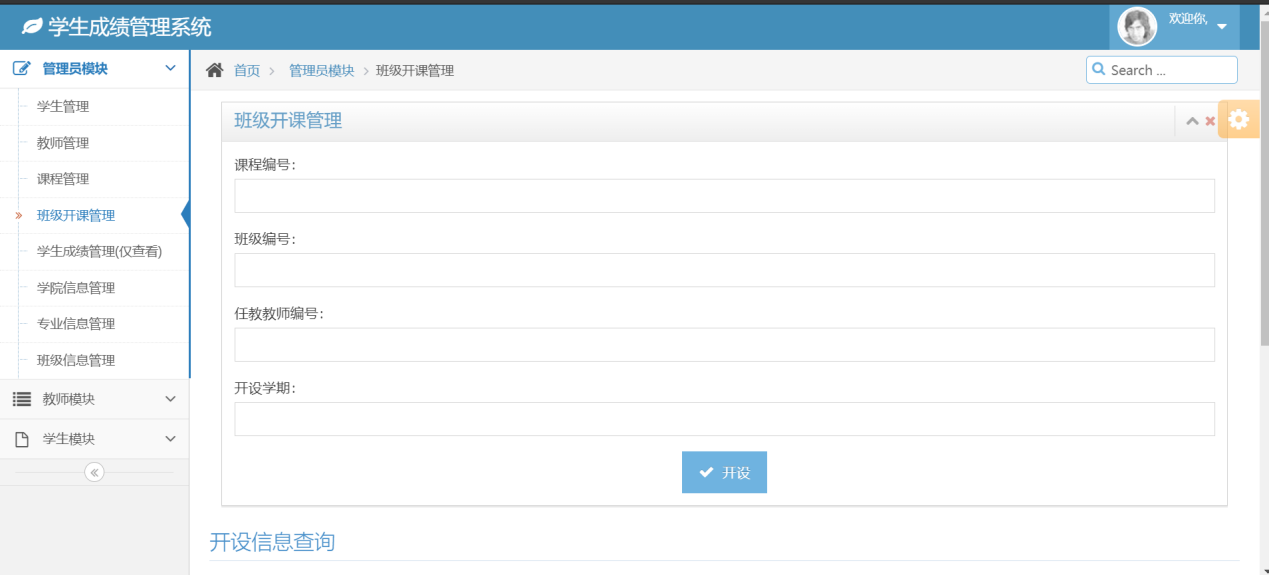 学生成绩管理系统
欢迎你,
管理员模块
首页 > 管理员模块 > 班级开课管理
Search ...
学生管理
教师管理
课程管理
班级开课管理
学生成绩管理(仅查看)
学院信息管理
专业信息管理
班级信息管理
教师模块
学生模块
班级开课管理
课程编号:
班级编号:
任教教师编号:
开设学期:
开设
开设信息查询